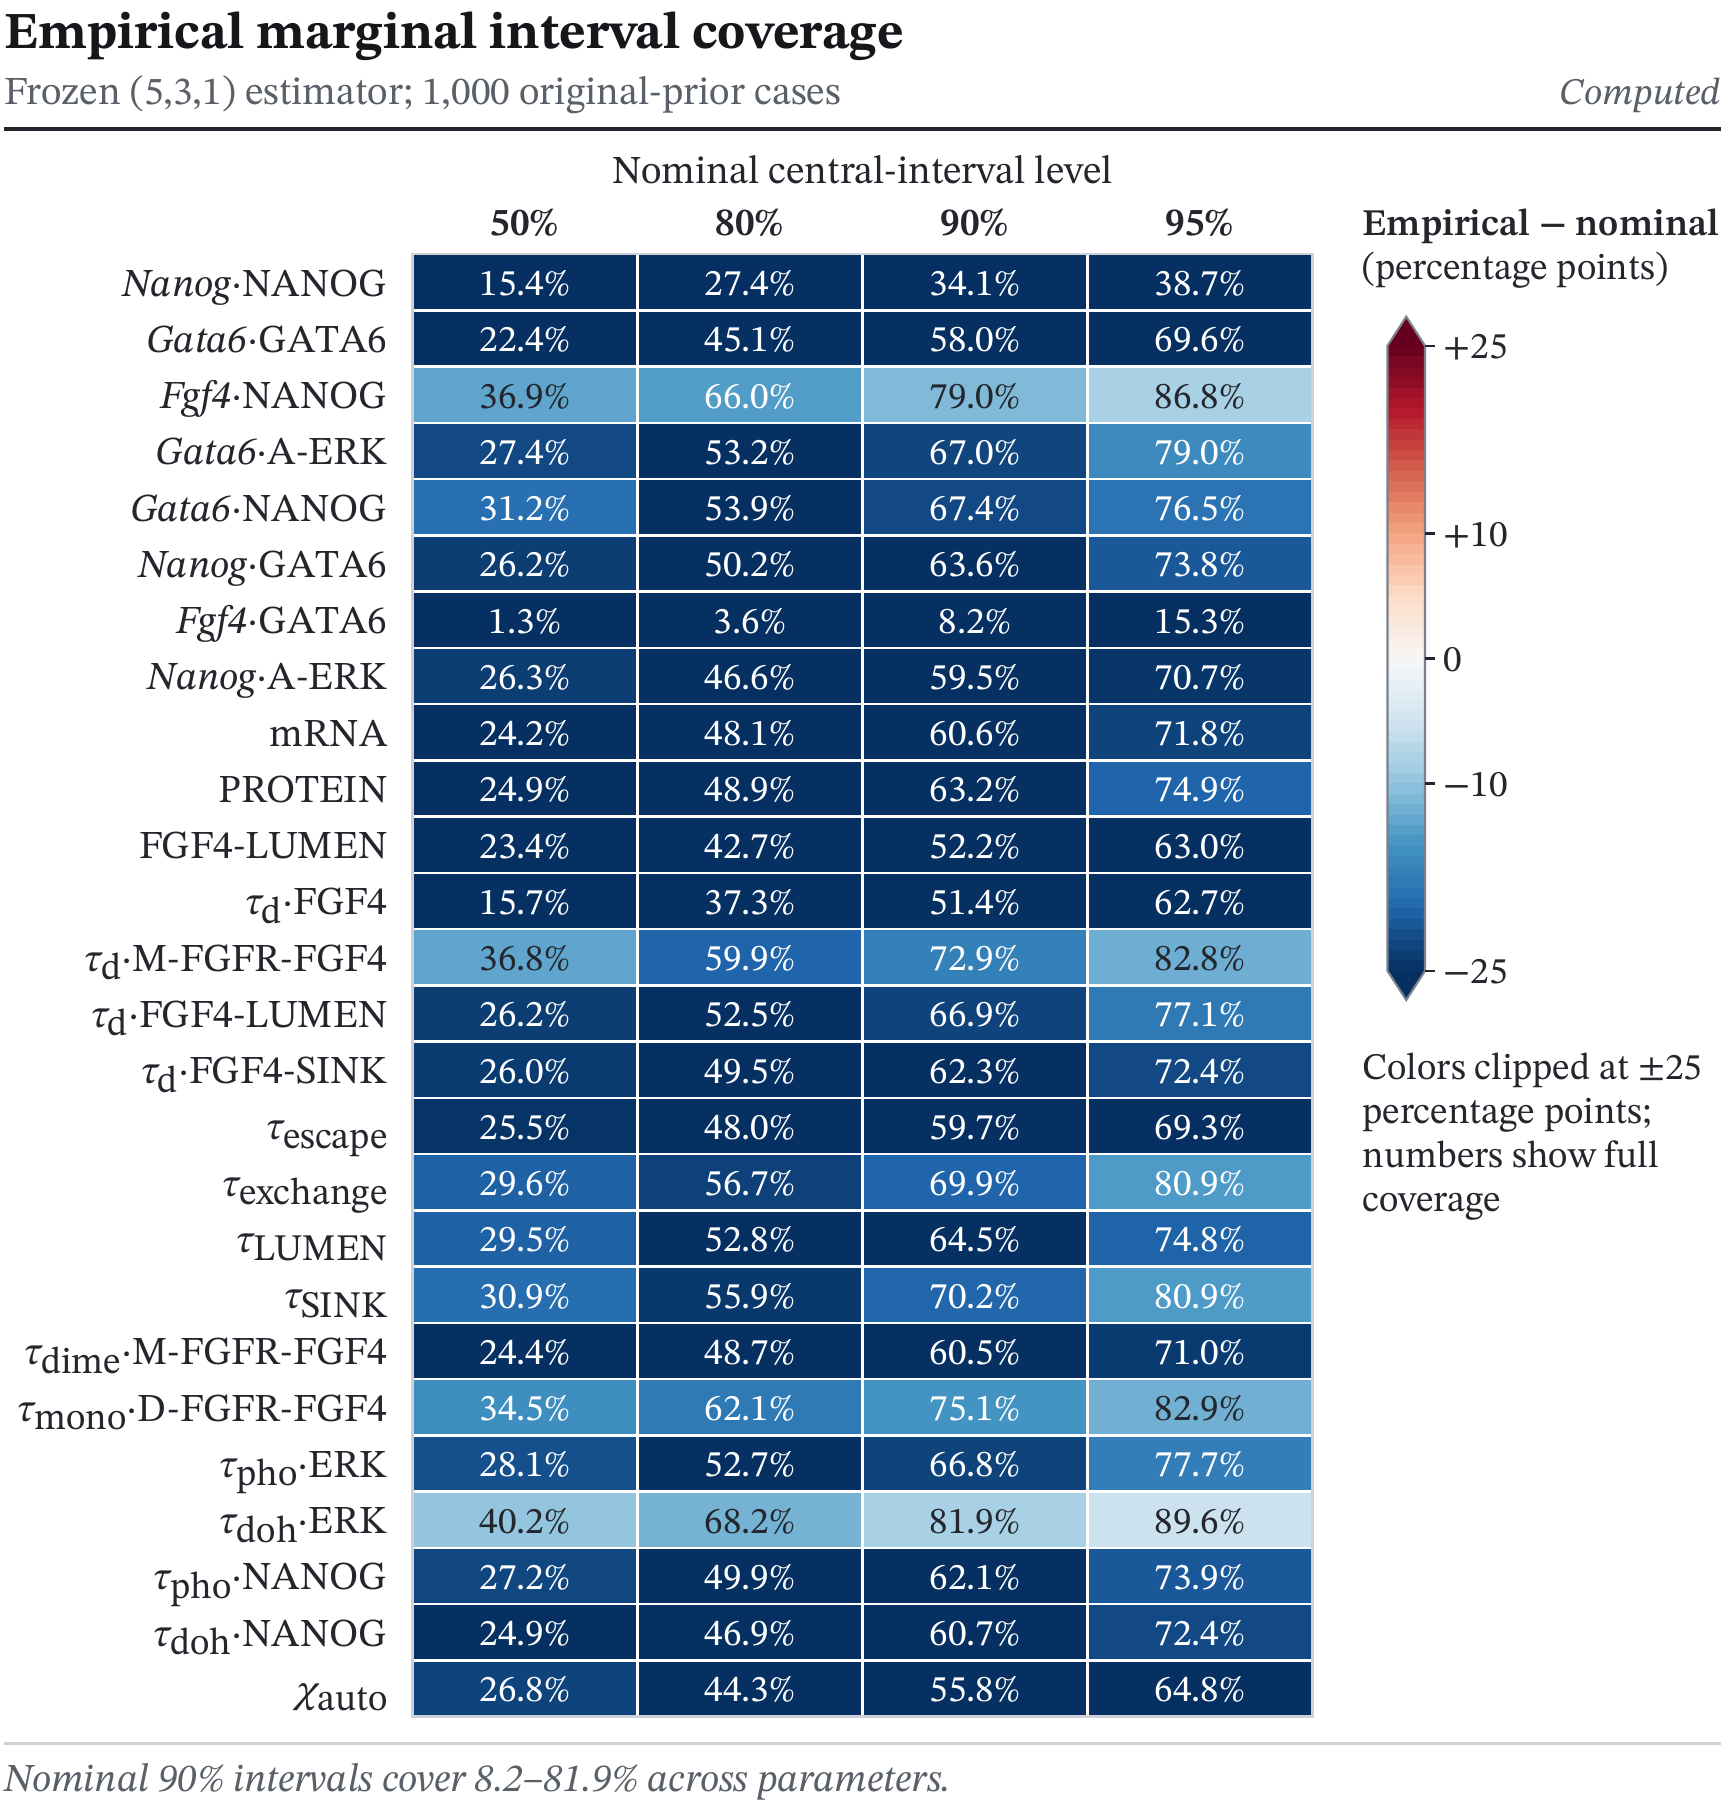 Empirical marginal interval coverage
Frozen (5,3,1) estimator; 1,000 original-prior cases
Computed
Nominal central-interval level
50% 80% 90% 95%
Nanog·NANOG 15.4% 27.4% 34.1% 38.7%
Gata6·GATA6 22.4% 45.1% 58.0% 69.6%
Fgf4·NANOG 36.9% 66.0% 79.0% 86.8%
Gata6·A-ERK 27.4% 53.2% 67.0% 79.0%
Gata6·NANOG 31.2% 53.9% 67.4% 76.5%
Nanog·GATA6 26.2% 50.2% 63.6% 73.8%
Fgf4·GATA6 1.3% 3.6% 8.2% 15.3%
Nanog·A-ERK 26.3% 46.6% 59.5% 70.7%
mRNA 24.2% 48.1% 60.6% 71.8%
PROTEIN 24.9% 48.9% 63.2% 74.9%
FGF4-LUMEN 23.4% 42.7% 52.2% 63.0%
τd·FGF4 15.7% 37.3% 51.4% 62.7%
τd·M-FGFR-FGF4 36.8% 59.9% 72.9% 82.8%
τd·FGF4-LUMEN 26.2% 52.5% 66.9% 77.1%
τd·FGF4-SINK 26.0% 49.5% 62.3% 72.4%
τescape 25.5% 48.0% 59.7% 69.3%
τexchange 29.6% 56.7% 69.9% 80.9%
τLUMEN 29.5% 52.8% 64.5% 74.8%
τSINK 30.9% 55.9% 70.2% 80.9%
τdime·M-FGFR-FGF4 24.4% 48.7% 60.5% 71.0%
τmono·D-FGFR-FGF4 34.5% 62.1% 75.1% 82.9%
τpho·ERK 28.1% 52.7% 66.8% 77.7%
τdoh·ERK 40.2% 68.2% 81.9% 89.6%
τpho·NANOG 27.2% 49.9% 62.1% 73.9%
τdoh·NANOG 24.9% 46.9% 60.7% 72.4%
χauto 26.8% 44.3% 55.8% 64.8%
Empirical − nominal
(percentage points)
+25
+10
0
−10
−25
Colors clipped at ±25
percentage points;
numbers show full
coverage
Nominal 90% intervals cover 8.2–81.9% across parameters.